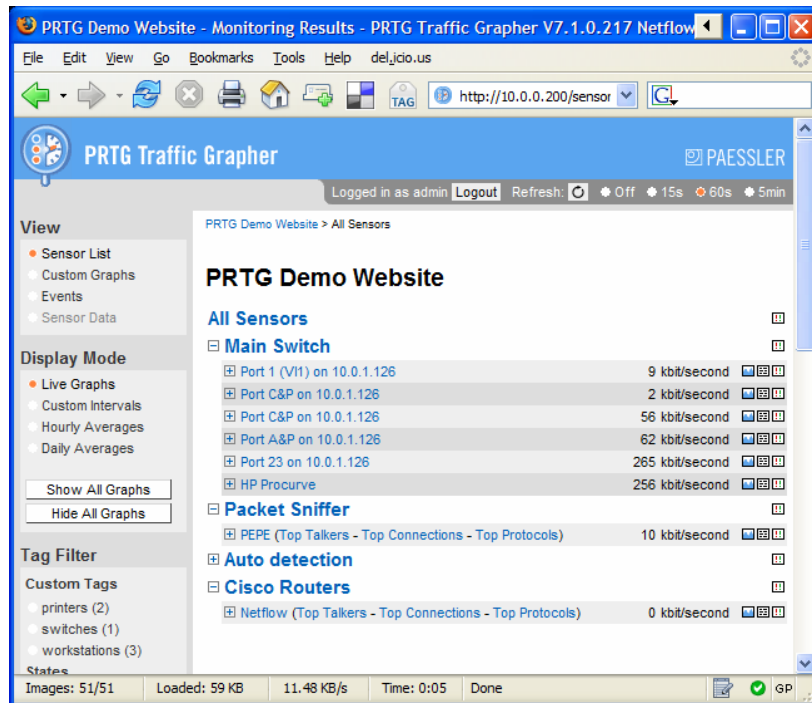 PRTG Demo Website - Monitoring Results - PRTG Traffic Grapher V7.1.0.217 Netflow
File Edit View Go Bookmarks Tools Help del.icio.us
TAG http://10.0.0.200/sensor G
PRTG Traffic Grapher
PAESSLER
Logged in as admin Logout Refresh: Off 15s 60s 5min
View
Sensor List
Custom Graphs
Events
Sensor Data
Display Mode
Live Graphs
Custom Intervals
Hourly Averages
Daily Averages
Show All Graphs
Hide All Graphs
Tag Filter
Custom Tags
printers (2)
switches (1)
workstations (3)
States
PRTG Demo Website > All Sensors
PRTG Demo Website
All Sensors
Main Switch
Port 1 (Vl1) on 10.0.1.126 9 kbit/second
Port C&P on 10.0.1.126 2 kbit/second
Port C&P on 10.0.1.126 56 kbit/second
Port A&P on 10.0.1.126 62 kbit/second
Port 23 on 10.0.1.126 265 kbit/second
HP Procurve 256 kbit/second
Packet Sniffer
PEPE (Top Talkers - Top Connections - Top Protocols) 10 kbit/second
Auto detection
Cisco Routers
Netflow (Top Talkers - Top Connections - Top Protocols) 0 kbit/second
Images: 51/51 Loaded: 59 KB 11.48 KB/s Time: 0:05 Done GP